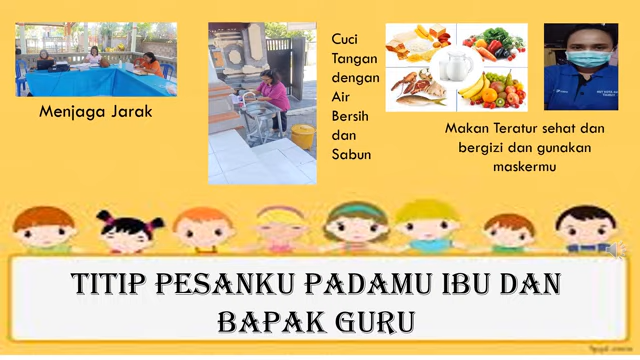 Menjaga Jarak
Cuci
Tangan
dengan
Air
Bersih
dan
Sabun
Makan Teratur sehat dan
bergizi dan gunakan
maskermu
TITIP PESANKU PADAMU IBU DAN
BAPAK GURU